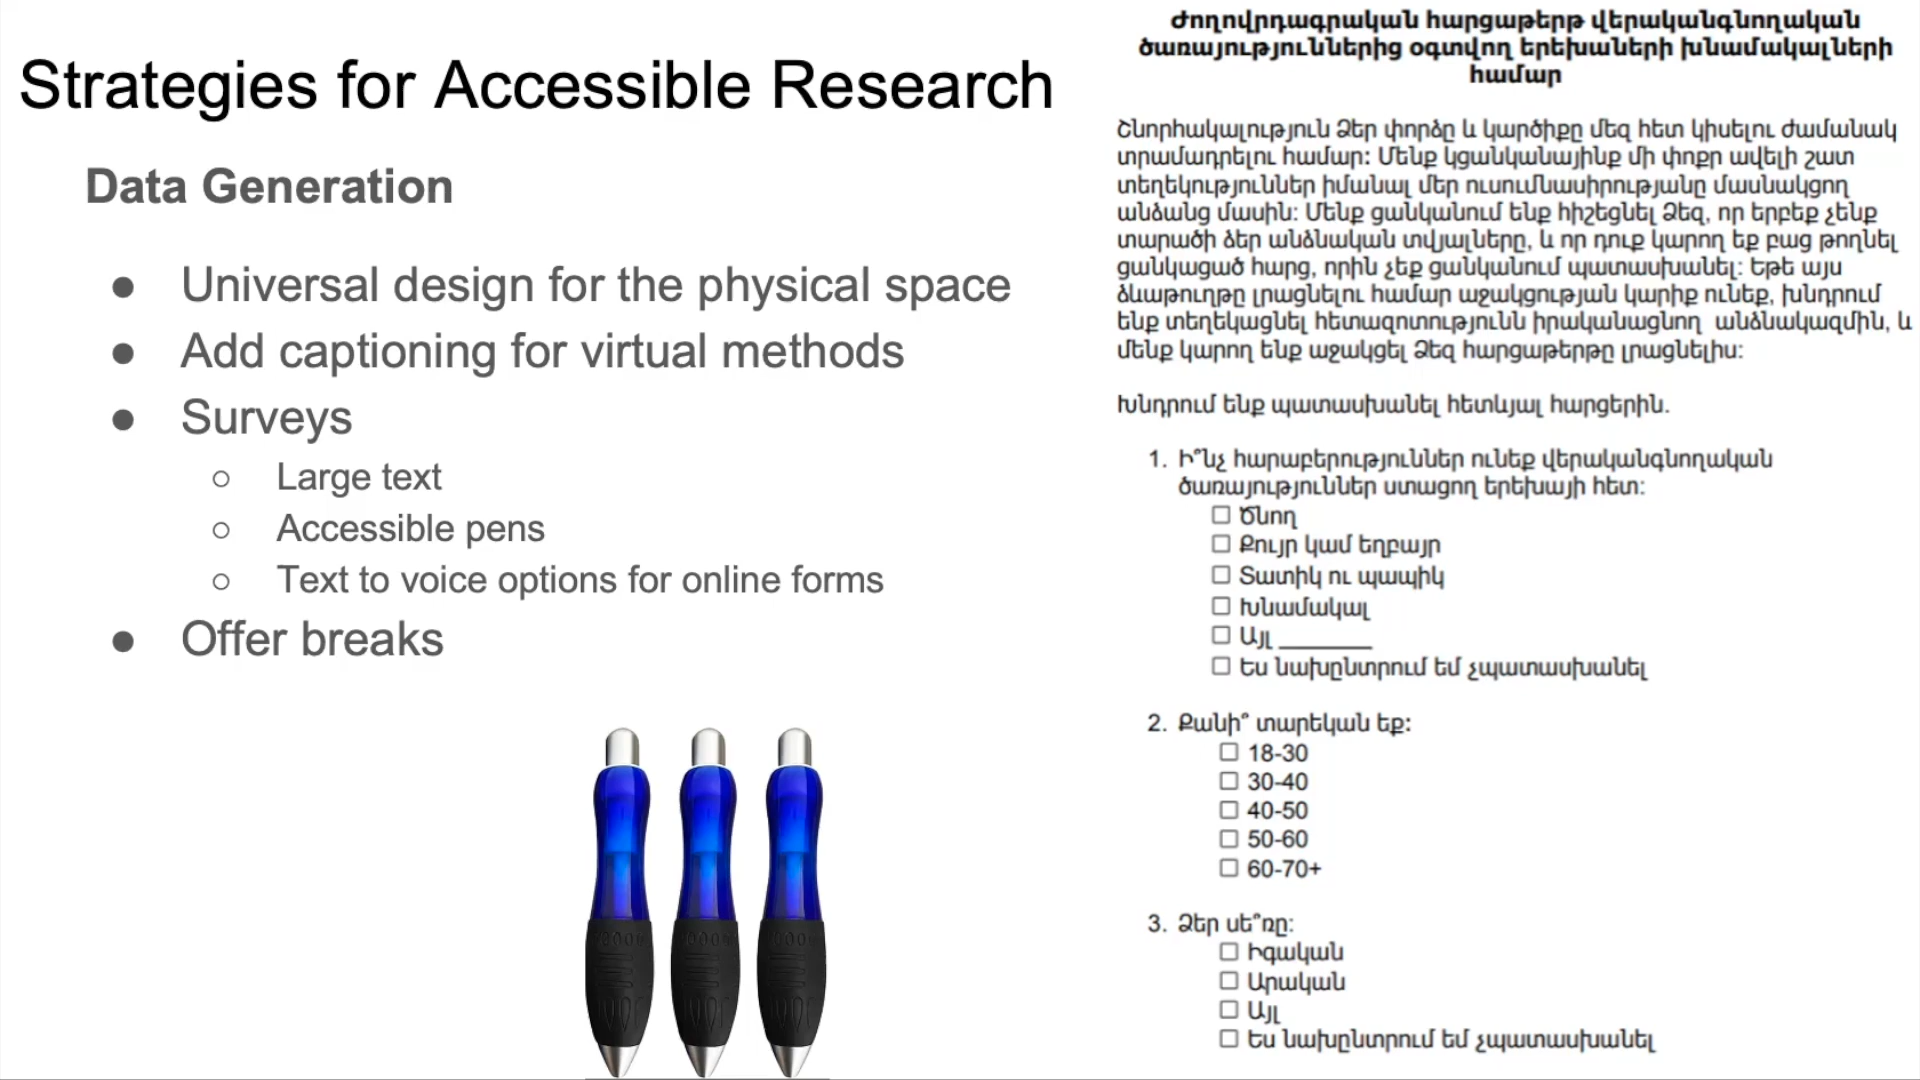 Strategies for Accessible Research
Data Generation
● Universal design for the physical space
● Add captioning for virtual methods
● Surveys
○ Large text
○ Accessible pens
○ Text to voice options for online forms
● Offer breaks
Ժողովրդագրական հարցաթերթ վերականգնողական
ծառայություններից օգտվող երեխաների խնամակալների
համար
Շնորհակալություն Ձեր փորձը և կարծիքը մեզ հետ կիսելու ժամանակ
տրամադրելու համար: Մենք կցանկանայինք մի փոքր ավելի շատ
տեղեկություններ իմանալ մեր ուսումնասիրությանը մասնակցող
անձանց մասին: Մենք ցանկանում ենք հիշեցնել Ձեզ, որ երբեք չենք
տարածի ձեր անձնական տվյալները, և որ դուք կարող եք բաց թողնել
ցանկացած հարց, որին չեք ցանկանում պատասխանել: Եթե այս
ձևաթուղթը լրացնելու համար աջակցության կարիք ունեք, խնդրում
ենք տեղեկացնել հետազոտությունն իրականացնող անձնակազմին, և
մենք կարող ենք աջակցել Ձեզ հարցաթերթը լրացնելիս:
Խնդրում ենք պատասխանել հետևյալ հարցերին.
1. Ի՞նչ հարաբերություններ ունեք վերականգնողական
ծառայություններ ստացող երեխայի հետ:
☐ Ծնող
☐ Քույր կամ եղբայր
☐ Տատիկ ու պապիկ
☐ Խնամակալ
☐ Այլ _______
☐ Ես նախընտրում եմ չպատասխանել
2. Քանի՞ տարեկան եք:
☐ 18-30
☐ 30-40
☐ 40-50
☐ 50-60
☐ 60-70+
3. Ձեր սե՞ռը:
☐ Իգական
☐ Արական
☐ Այլ
☐ Ես նախընտրում եմ չպատասխանել